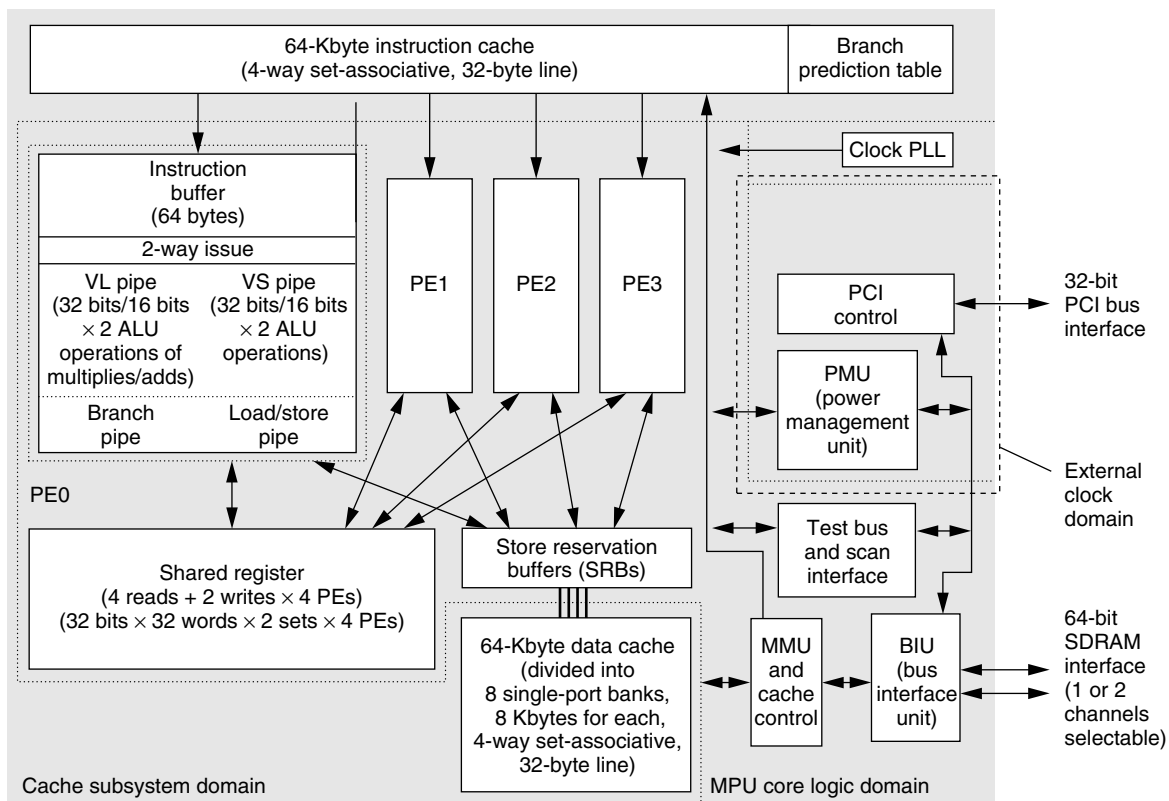 64-Kbyte instruction cache
(4-way set-associative, 32-byte line)
Branch
prediction table
Clock PLL
Instruction
buffer
(64 bytes)
2-way issue
VL pipe
(32 bits/16 bits
× 2 ALU
operations of
multiplies/adds)
VS pipe
(32 bits/16 bits
× 2 ALU
operations)
Branch
pipe
Load/store
pipe
PE0
PE1
PE2
PE3
PCI
control
32-bit
PCI bus
interface
PMU
(power
management
unit)
External
clock
domain
Test bus
and scan
interface
Shared register
(4 reads + 2 writes × 4 PEs)
(32 bits × 32 words × 2 sets × 4 PEs)
Store reservation
buffers (SRBs)
64-Kbyte data cache
(divided into
8 single-port banks,
8 Kbytes for each,
4-way set-associative,
32-byte line)
MMU
and
cache
control
BIU
(bus
interface
unit)
64-bit
SDRAM
interface
(1 or 2
channels
selectable)
Cache subsystem domain
MPU core logic domain